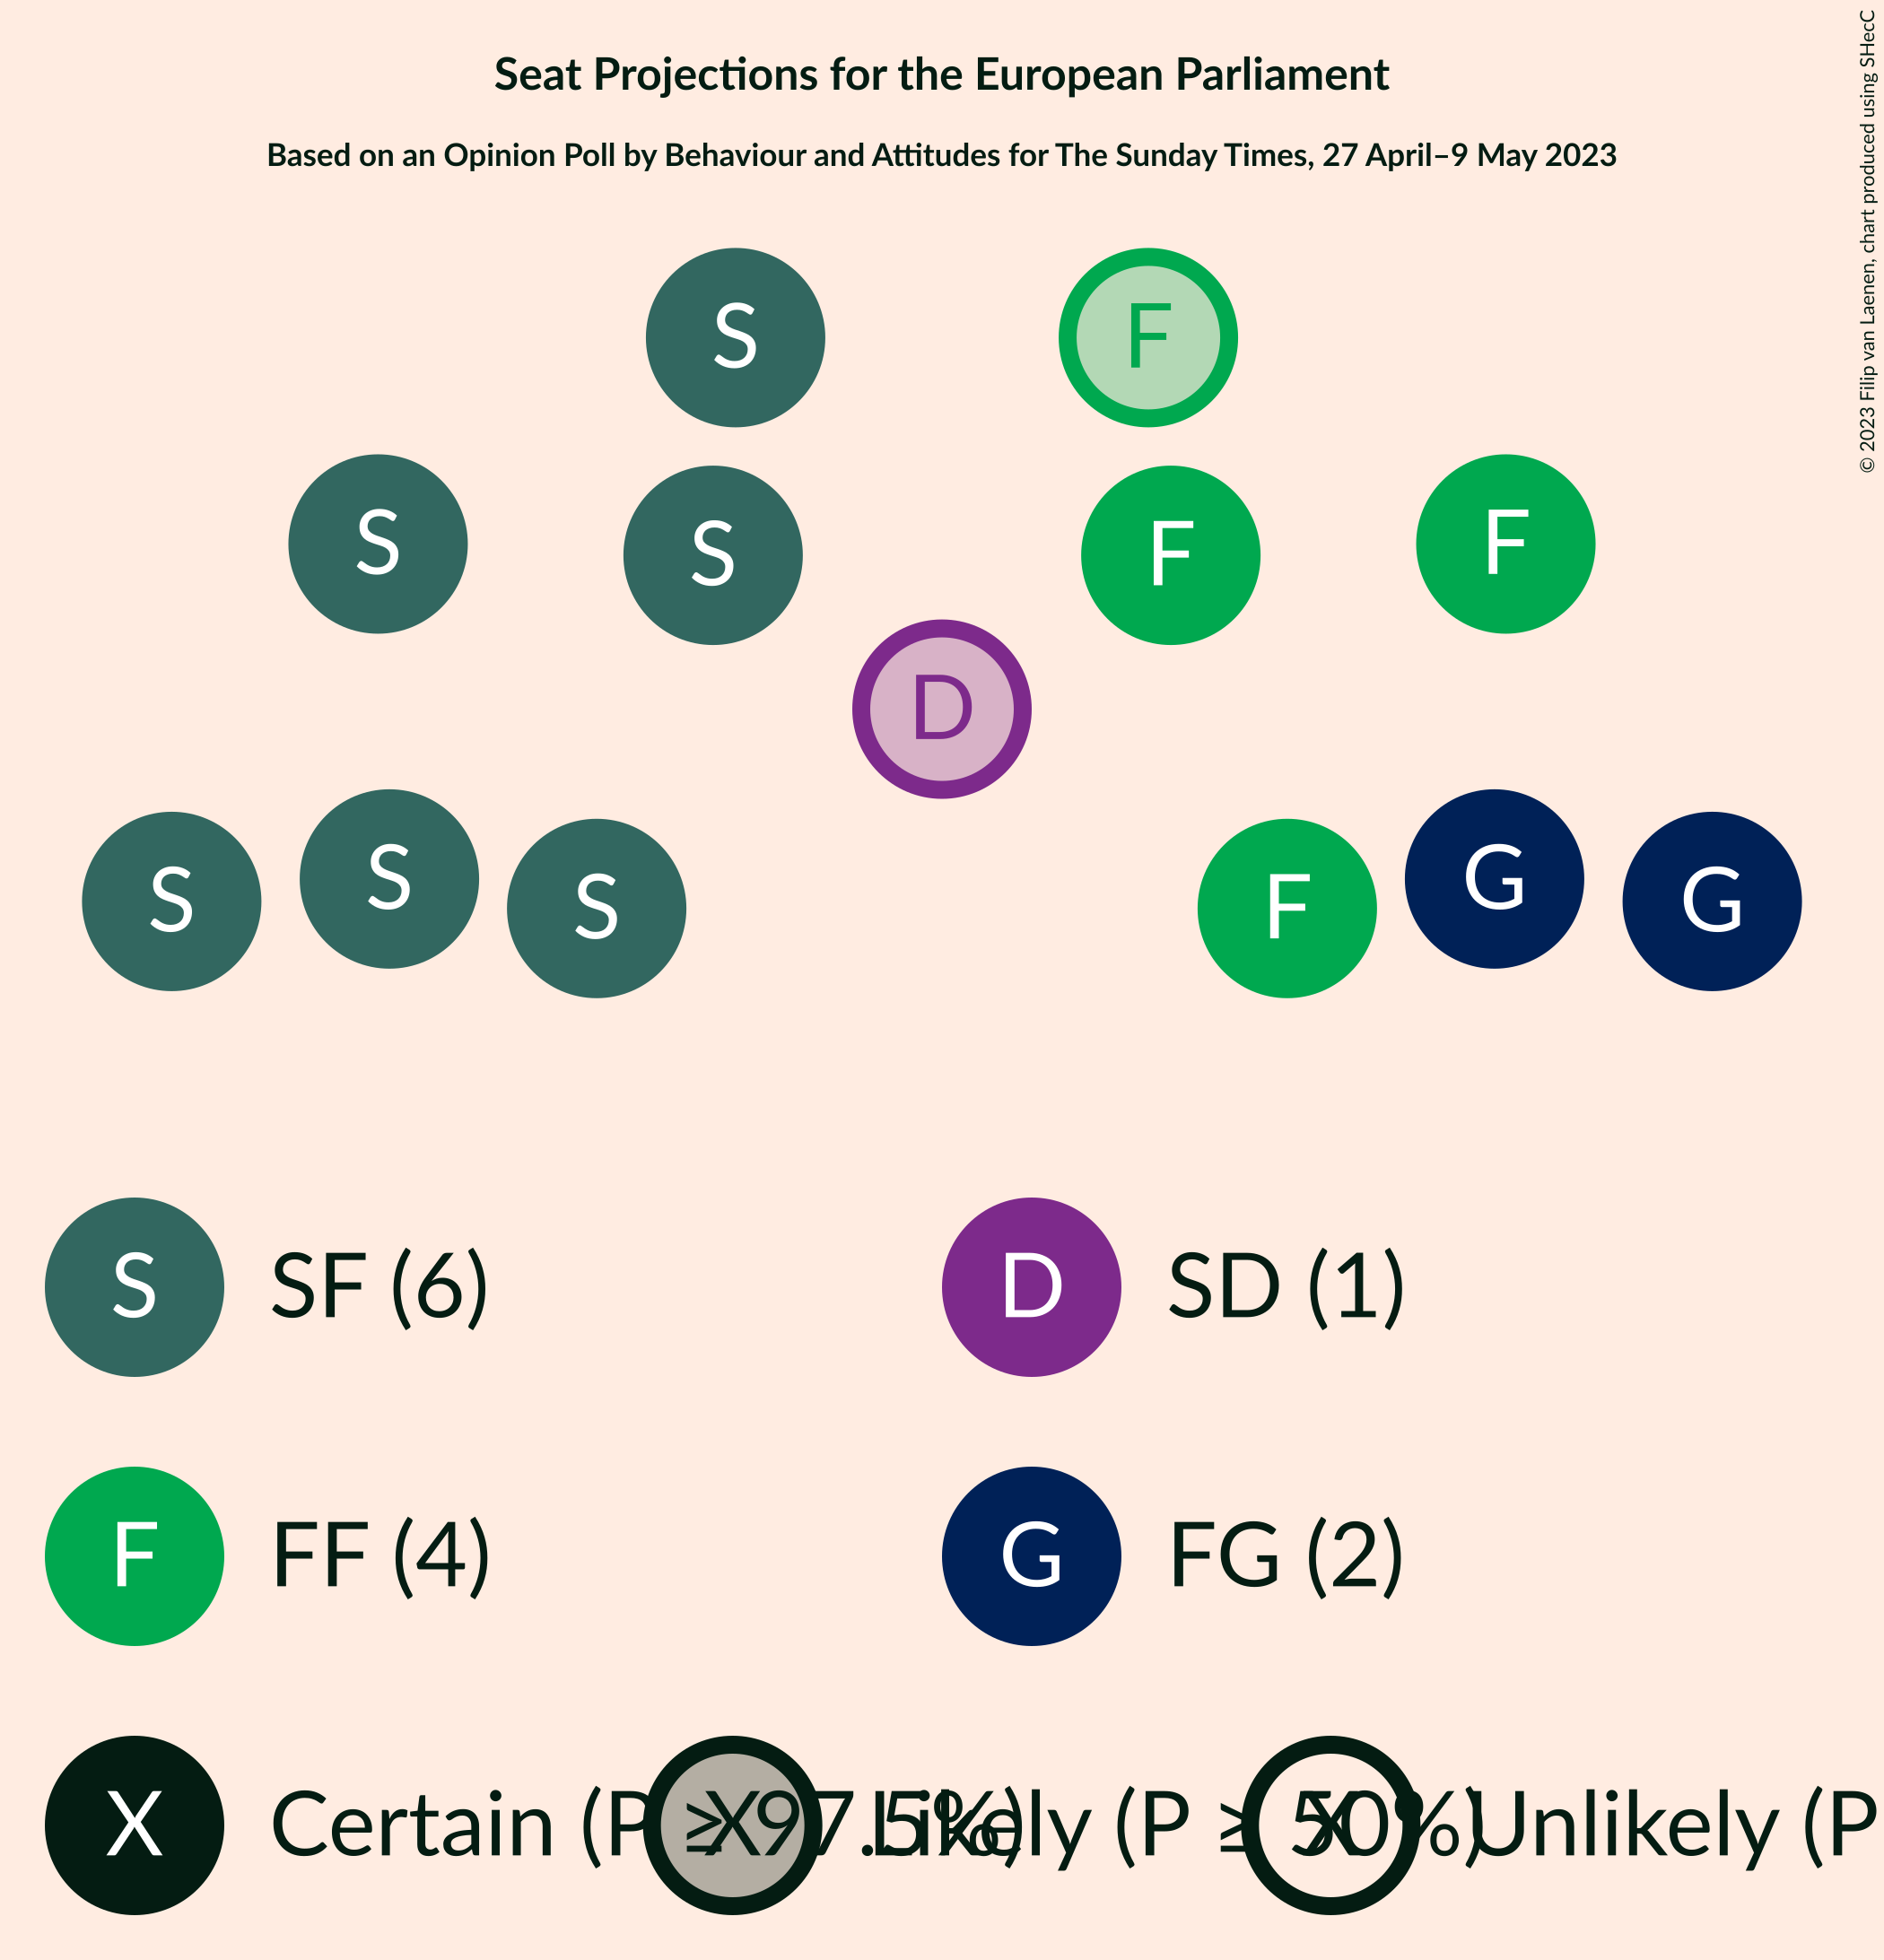 Seat Projections for the European Parliament
Based on an Opinion Poll by Behaviour and Attitudes for The Sunday Times, 27 April–9 May 2023
© 2023 Filip van Laenen, chart produced using SHecC
S F
S S F F
D
S S S F G G
S SF (6) D SD (1)
F FF (4) G FG (2)
X Certain (P ≥ 97.5%) X Likely (P ≥ 50%) X Unlikely (P